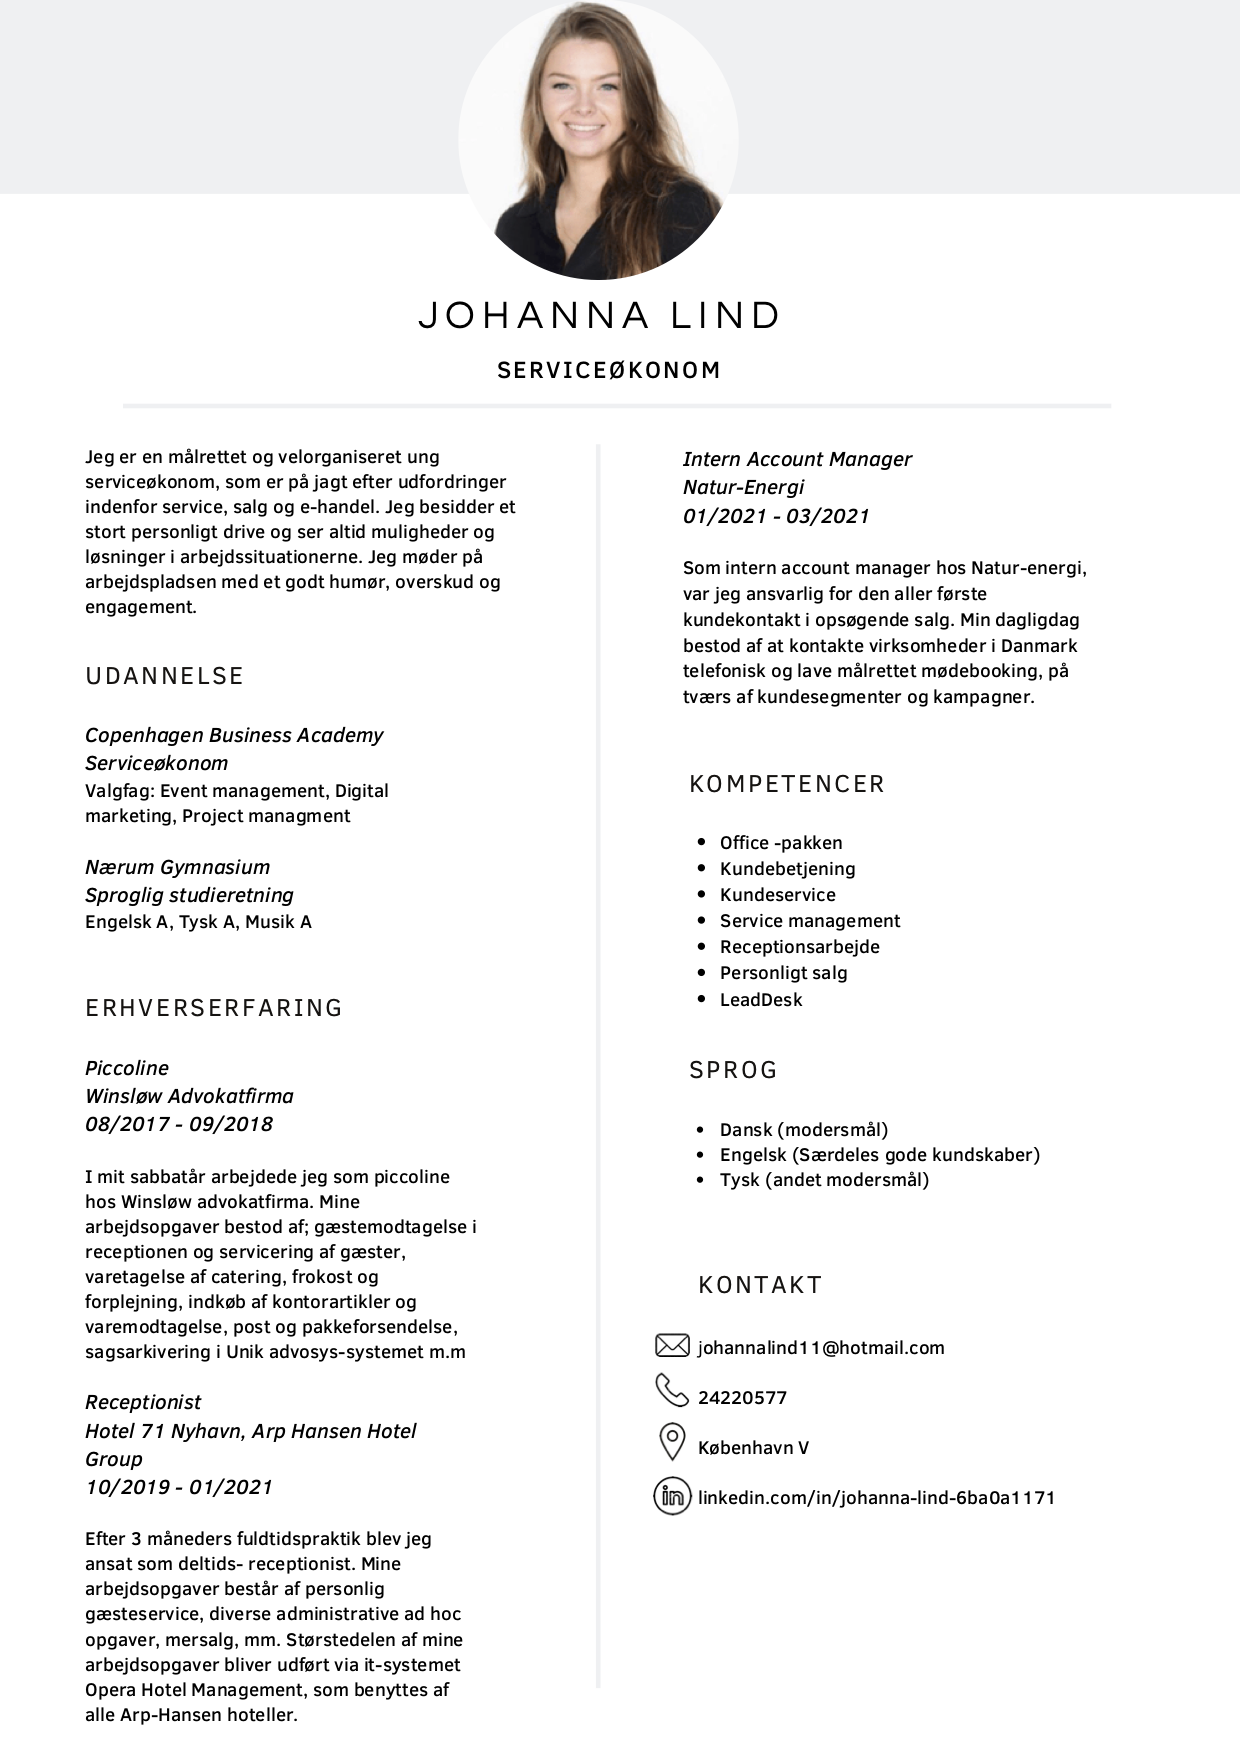 JOHANNA LIND
SERVICEØKONOM
Jeg er en målrettet og velorganiseret ung
serviceøkonom, som er på jagt efter udfordringer
indenfor service, salg og e-handel. Jeg besidder et
stort personligt drive og ser altid muligheder og
løsninger i arbejdssituationerne. Jeg møder på
arbejdspladsen med et godt humør, overskud og
engagement.
UDANNELSE
Copenhagen Business Academy
Serviceøkonom
Valgfag: Event management, Digital
marketing, Project managment
Nærum Gymnasium
Sproglig studieretning
Engelsk A, Tysk A, Musik A
ERHVERSERFARING
Piccoline
Winsløw Advokatfirma
08/2017 - 09/2018
I mit sabbatår arbejdede jeg som piccoline
hos Winsløw advokatfirma. Mine
arbejdsopgaver bestod af; gæstemodtagelse i
receptionen og servicering af gæster,
varetagelse af catering, frokost og
forplejning, indkøb af kontorartikler og
varemodtagelse, post og pakkeforsendelse,
sagsarkivering i Unik advosys-systemet m.m
Receptionist
Hotel 71 Nyhavn, Arp Hansen Hotel
Group
10/2019 - 01/2021
Efter 3 måneders fuldtidspraktik blev jeg
ansat som deltids- receptionist. Mine
arbejdsopgaver består af personlig
gæsteservice, diverse administrative ad hoc
opgaver, mersalg, mm. Størstedelen af mine
arbejdsopgaver bliver udført via it-systemet
Opera Hotel Management, som benyttes af
alle Arp-Hansen hoteller.
Intern Account Manager
Natur-Energi
01/2021 - 03/2021
Som intern account manager hos Natur-energi,
var jeg ansvarlig for den aller første
kundekontakt i opsøgende salg. Min dagligdag
bestod af at kontakte virksomheder i Danmark
telefonisk og lave målrettet mødebooking, på
tværs af kundesegmenter og kampagner.
KOMPETENCER
• Office -pakken
• Kundebetjening
• Kundeservice
• Service management
• Receptionsarbejde
• Personligt salg
• LeadDesk
SPROG
• Dansk (modersmål)
• Engelsk (Særdeles gode kundskaber)
• Tysk (andet modersmål)
KONTAKT
johannalind11@hotmail.com
24220577
København V
in linkedin.com/in/johanna-lind-6ba0a1171